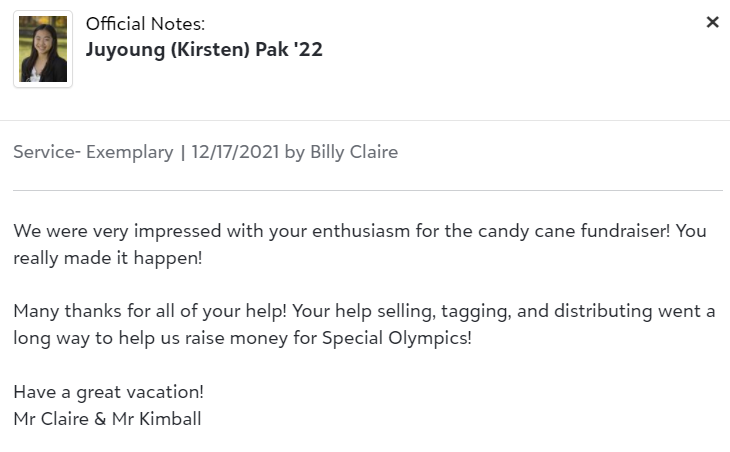 Official Notes:
Juyoung (Kirsten) Pak '22
Service- Exemplary | 12/17/2021 by Billy Claire
We were very impressed with your enthusiasm for the candy cane fundraiser! You
really made it happen!
Many thanks for all of your help! Your help selling, tagging, and distributing went a
long way to help us raise money for Special Olympics!
Have a great vacation!
Mr Claire & Mr Kimball